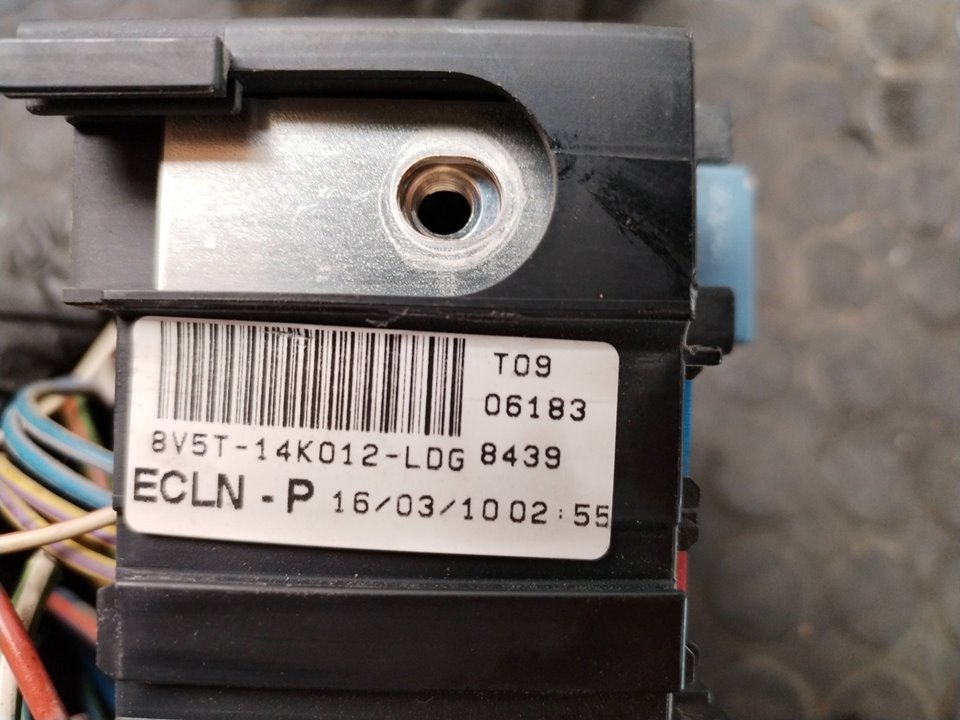 T09
06183
8V5T-14K012-LDG 8439
ECLN - P 16/03/10 02:55